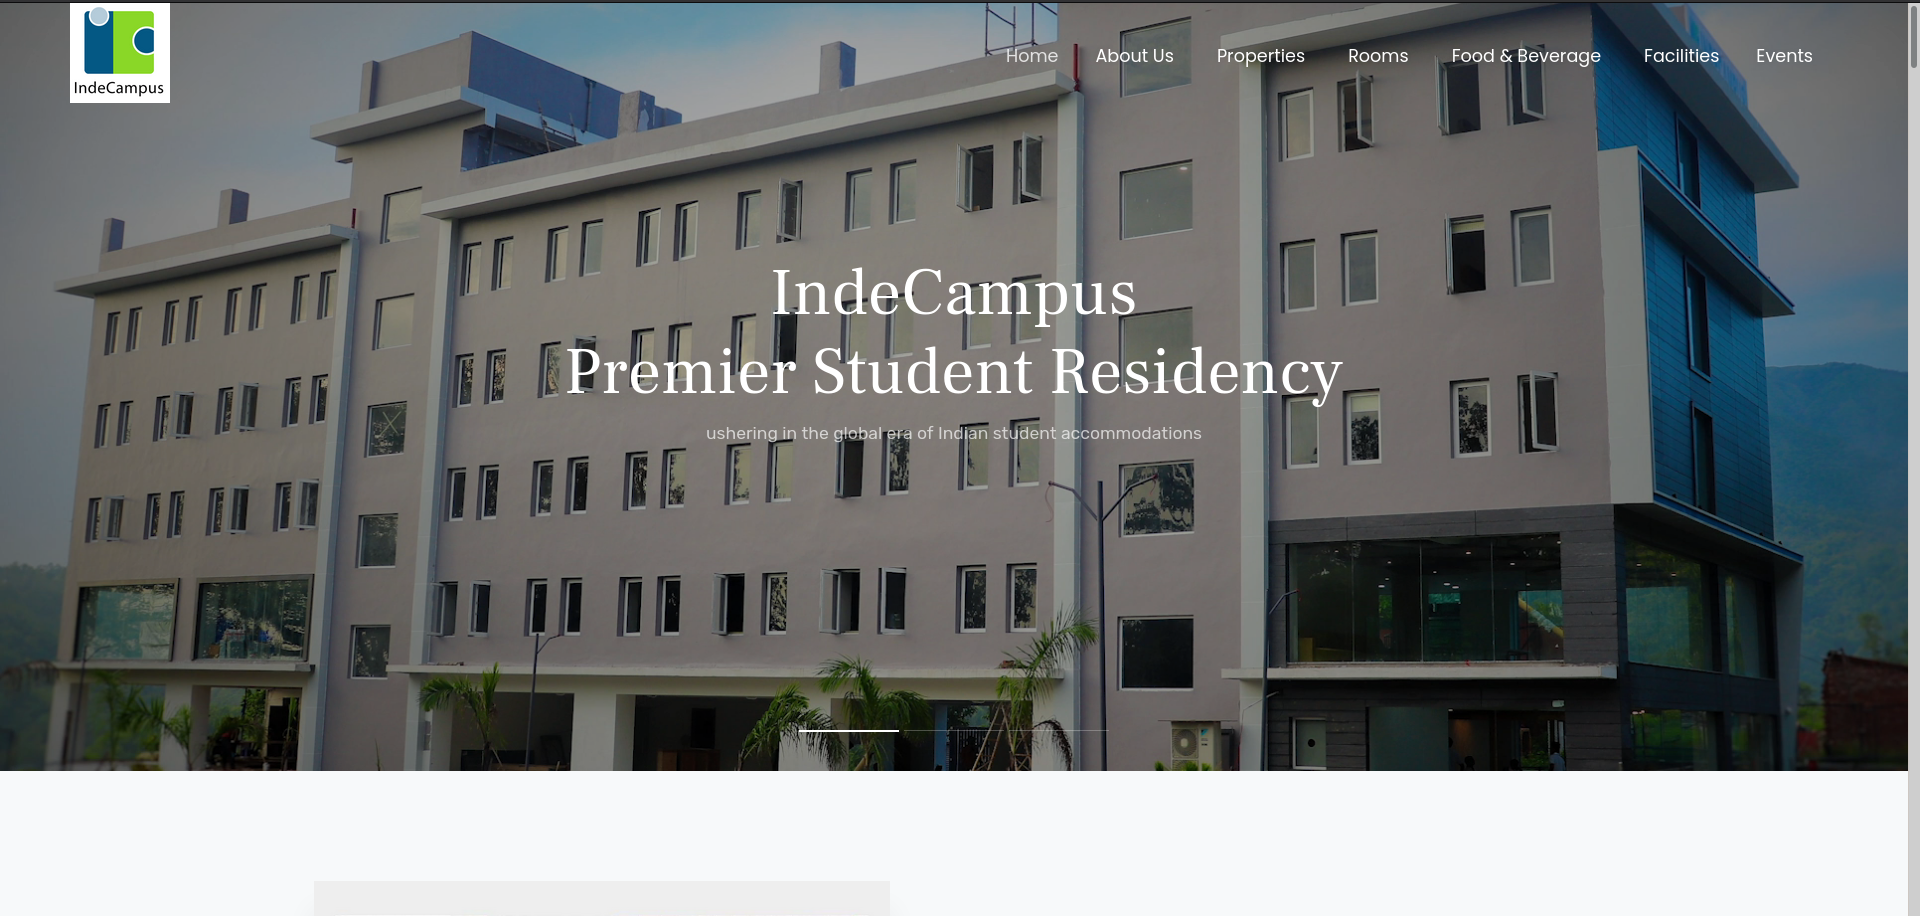 IndeCampus
Home About Us Properties Rooms Food & Beverage Facilities Events
IndeCampus
Premier Student Residency
ushering in the global era of Indian student accommodations